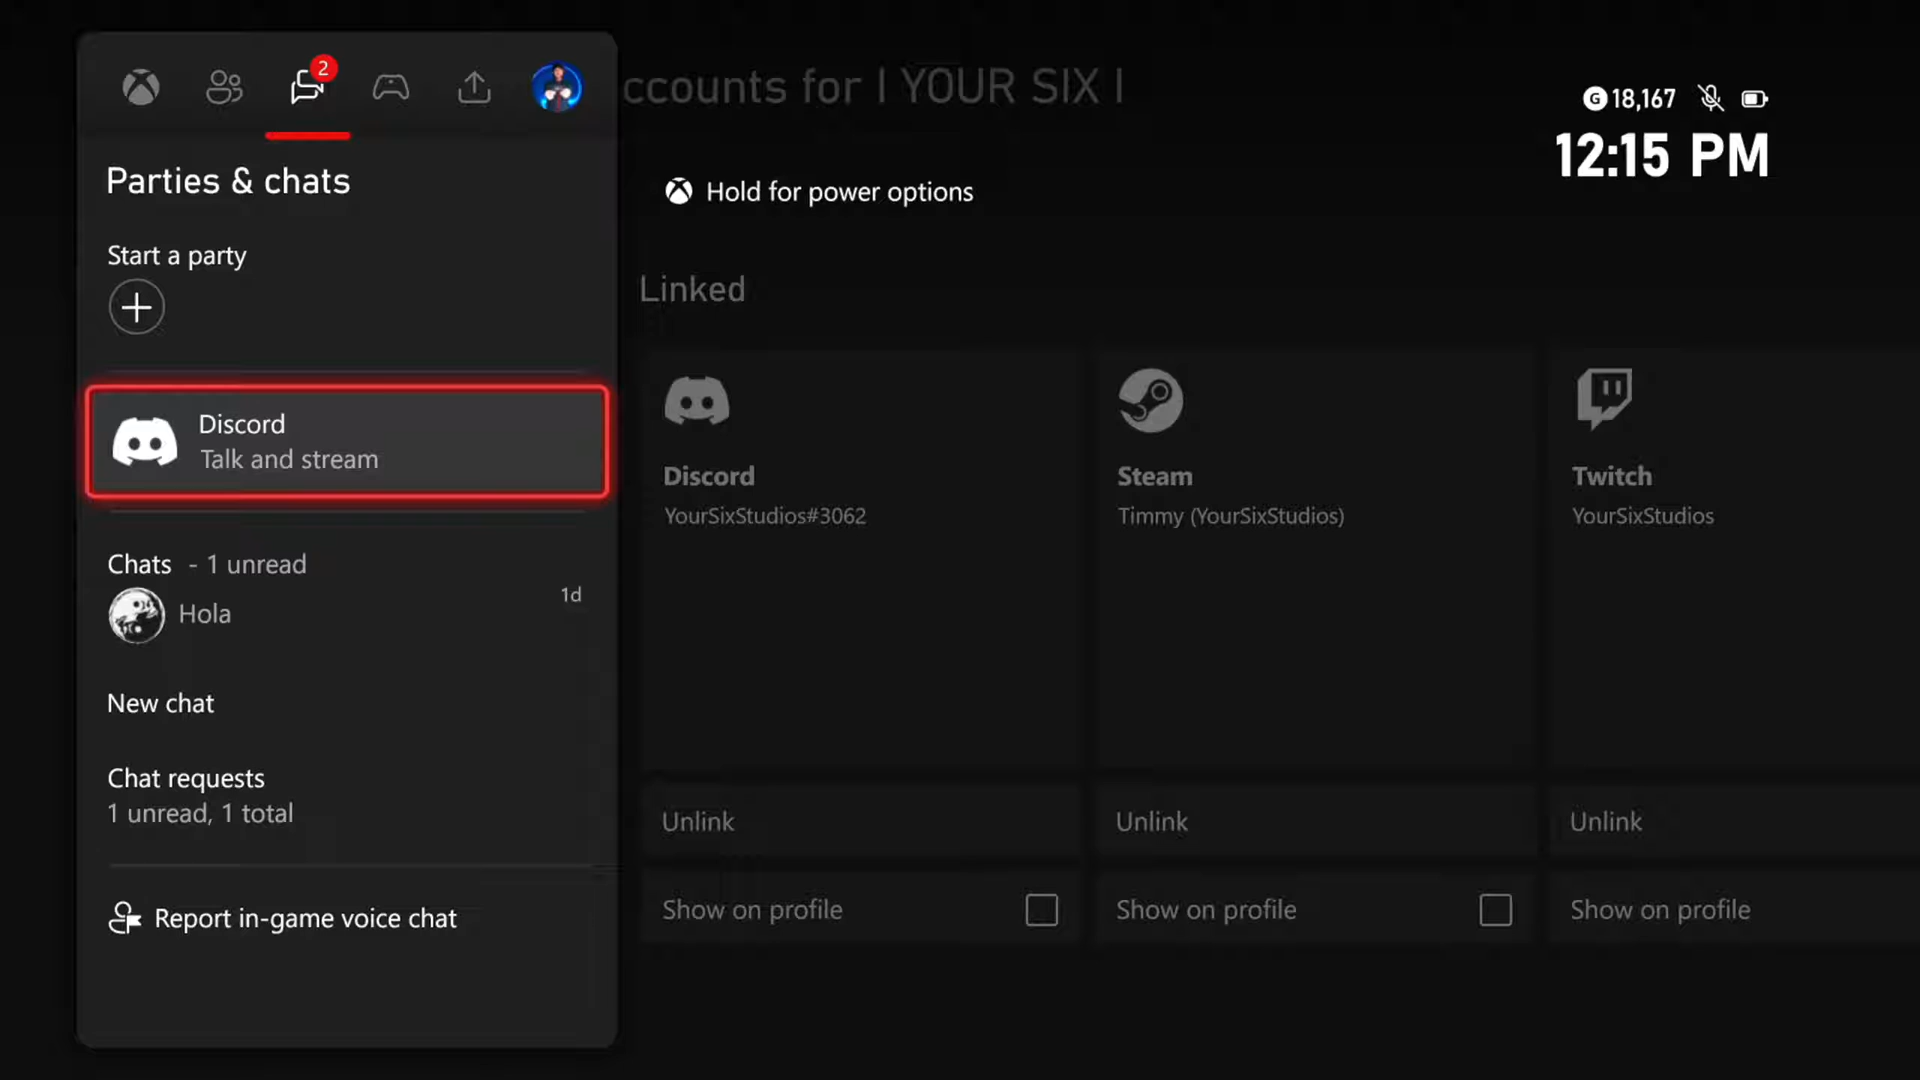 2
ccounts for I YOUR SIX I
G 18,167
12:15 PM
Hold for power options
Parties & chats
Start a party
Discord
Talk and stream
Chats - 1 unread
Hola
1d
New chat
Chat requests
1 unread, 1 total
Report in-game voice chat
Linked
Discord
YourSixStudios#3062
Unlink
Show on profile
Steam
Timmy (YourSixStudios)
Unlink
Show on profile
Twitch
YourSixStudios
Unlink
Show on profile